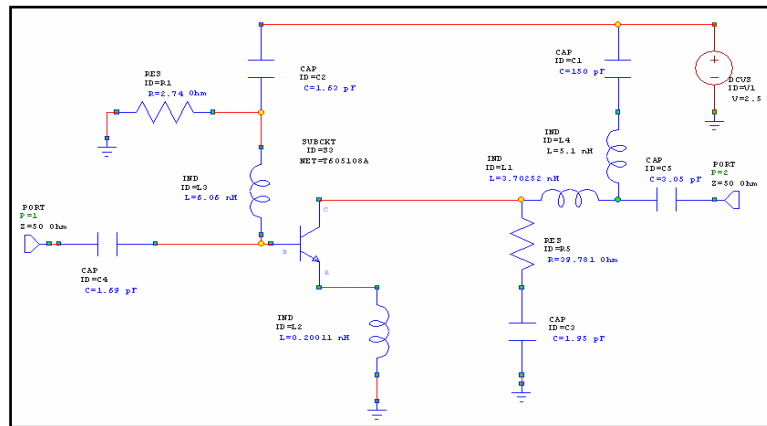 RES
ID=R1
R=2.74 Ohm
CAP
ID=C2
C=1.63 pF
CAP
ID=C1
C=150 pF
DCVS
ID=V1
V=2.5
SUBCKT
ID=S3
NET=T605108A
IND
ID=L4
L=5.1 nH
IND
ID=L3
L=6.06 nH
IND
ID=L1
L=3.70252 nH
CAP
ID=C5
C=3.05 pF
PORT
P=2
Z=50 Ohm
PORT
P=1
Z=50 Ohm
C
B
E
CAP
ID=C4
C=1.69 pF
RES
ID=R5
R=39.781 Ohm
IND
ID=L2
L=0.20011 nH
CAP
ID=C3
C=1.95 pF